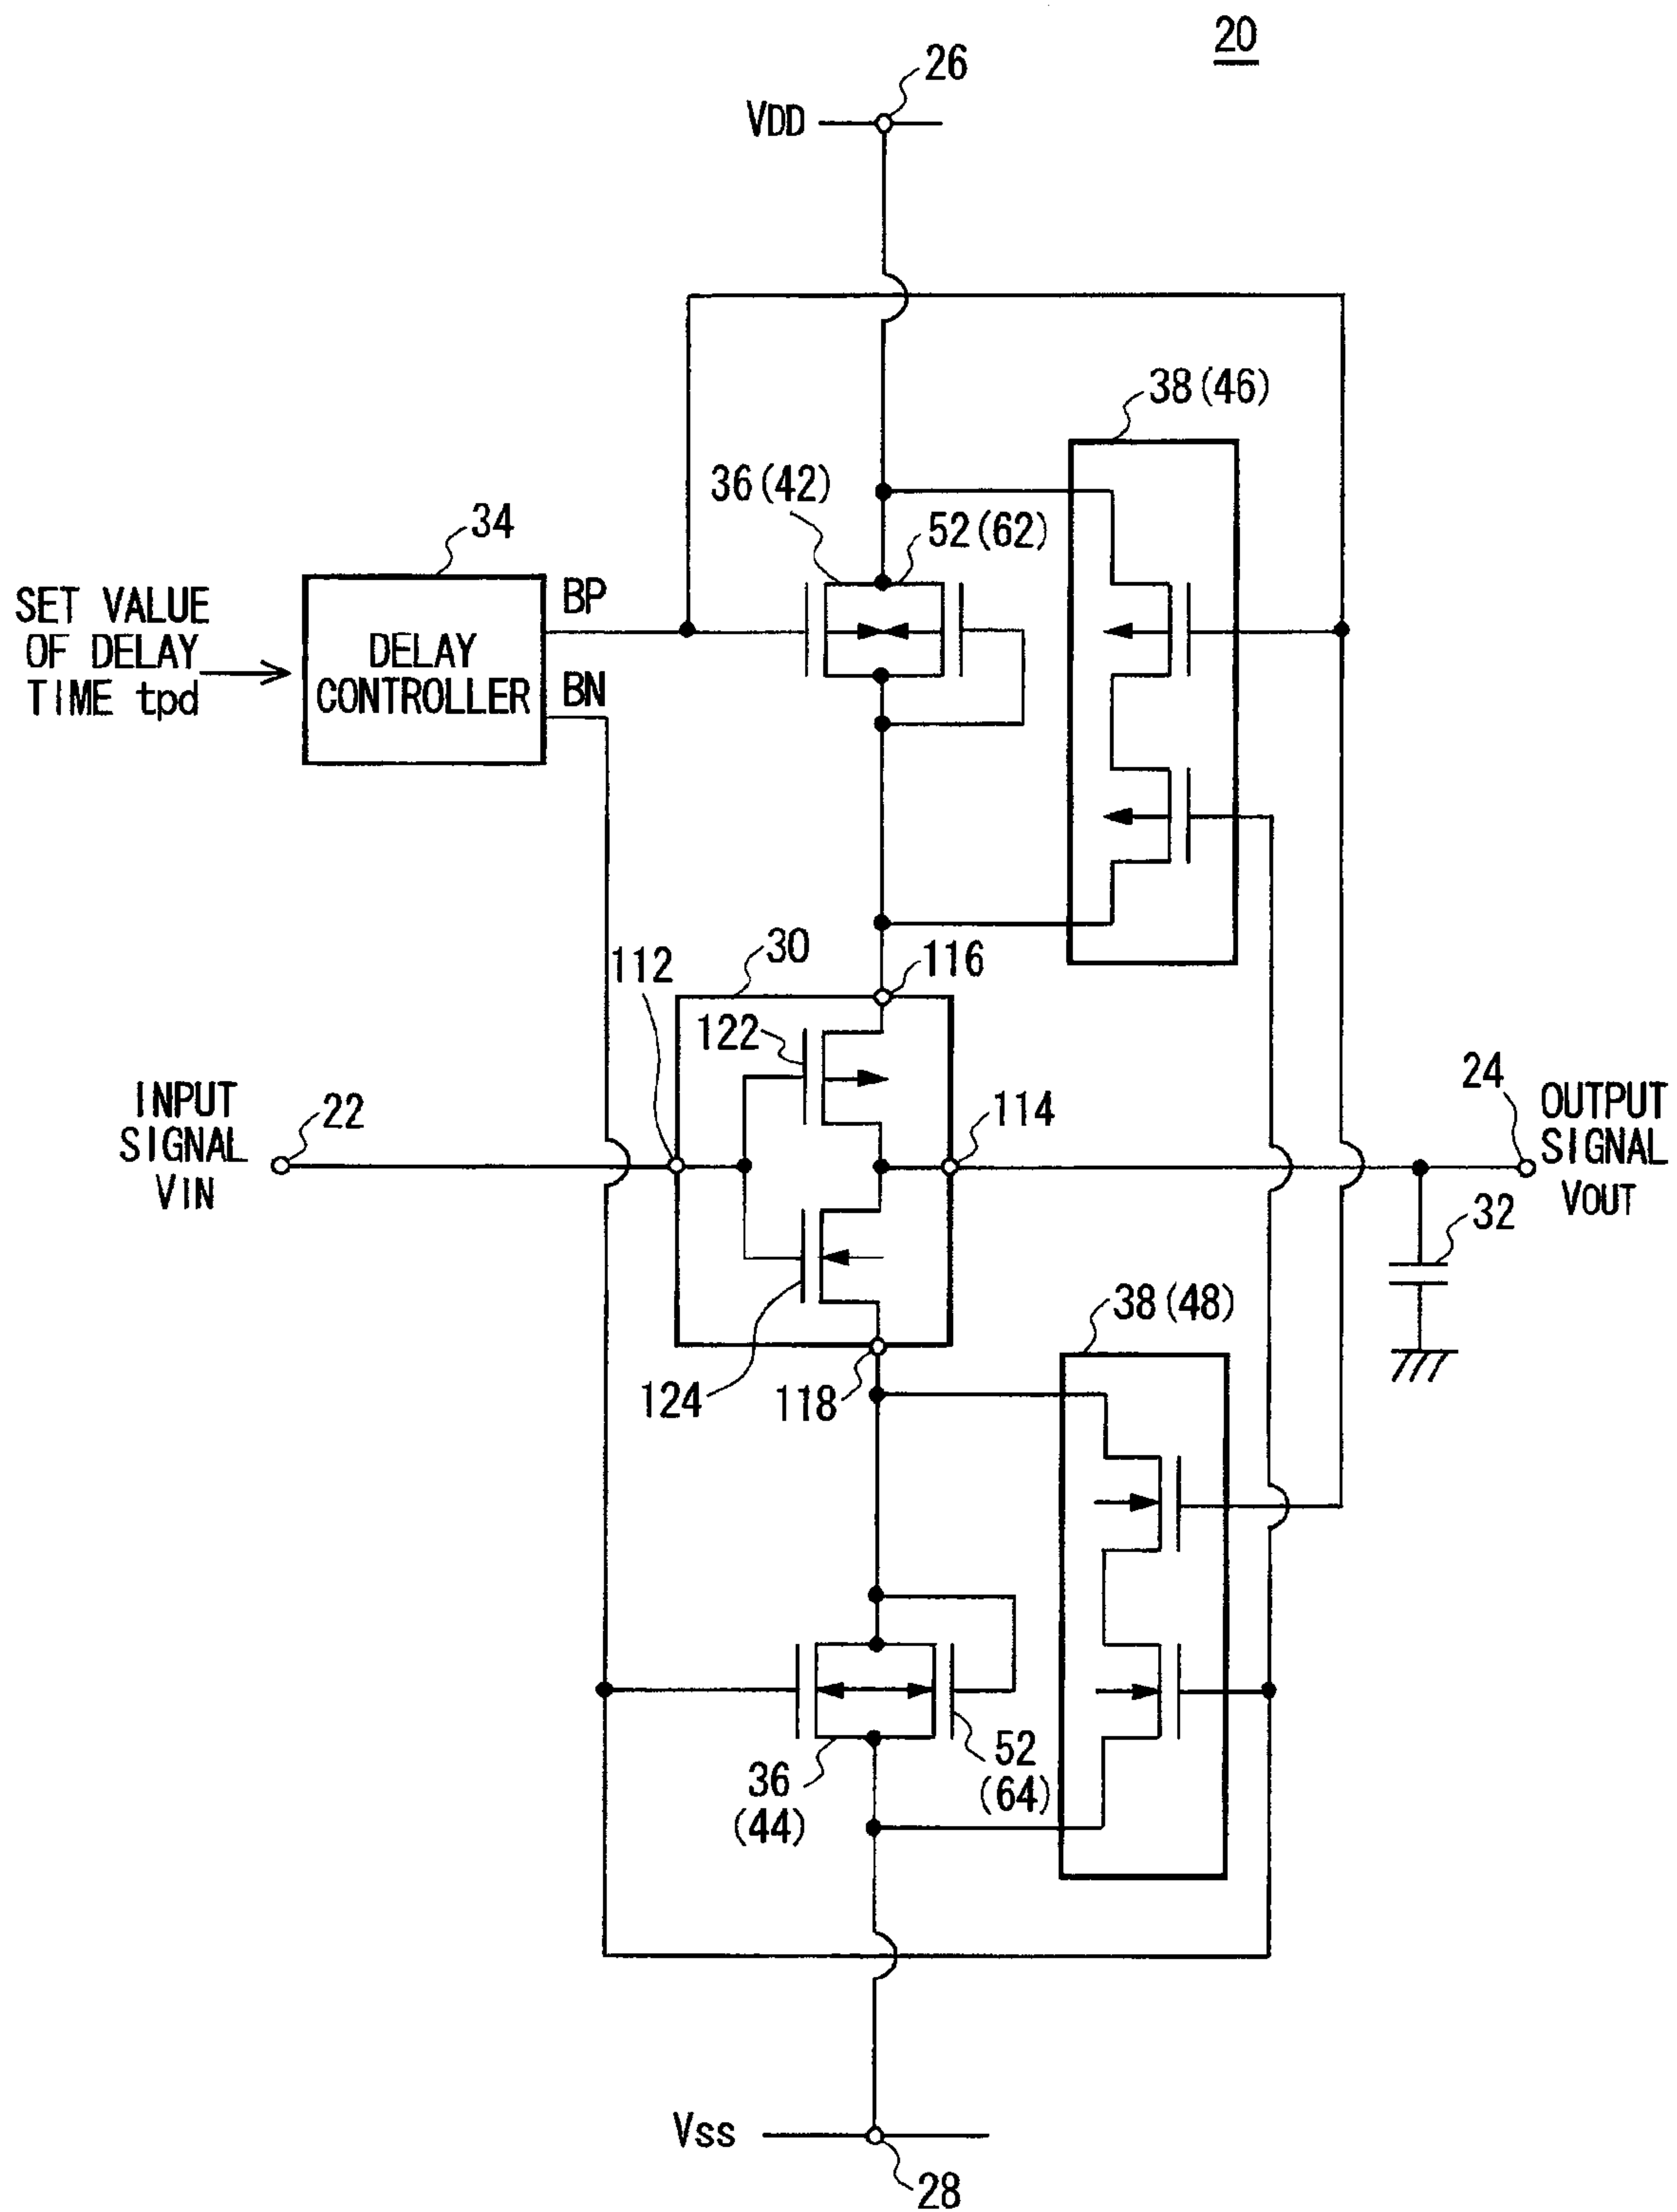 20
26
VDD
38(46)
36(42)
52(62)
34
BP
SET VALUE
OF DELAY
TIME tpd
DELAY
CONTROLLER
BN
30
112
116
122
24
INPUT
SIGNAL
VIN
22
114
OUTPUT
SIGNAL
VOUT
32
38(48)
124
118
52
(64)
36
(44)
VSS
28